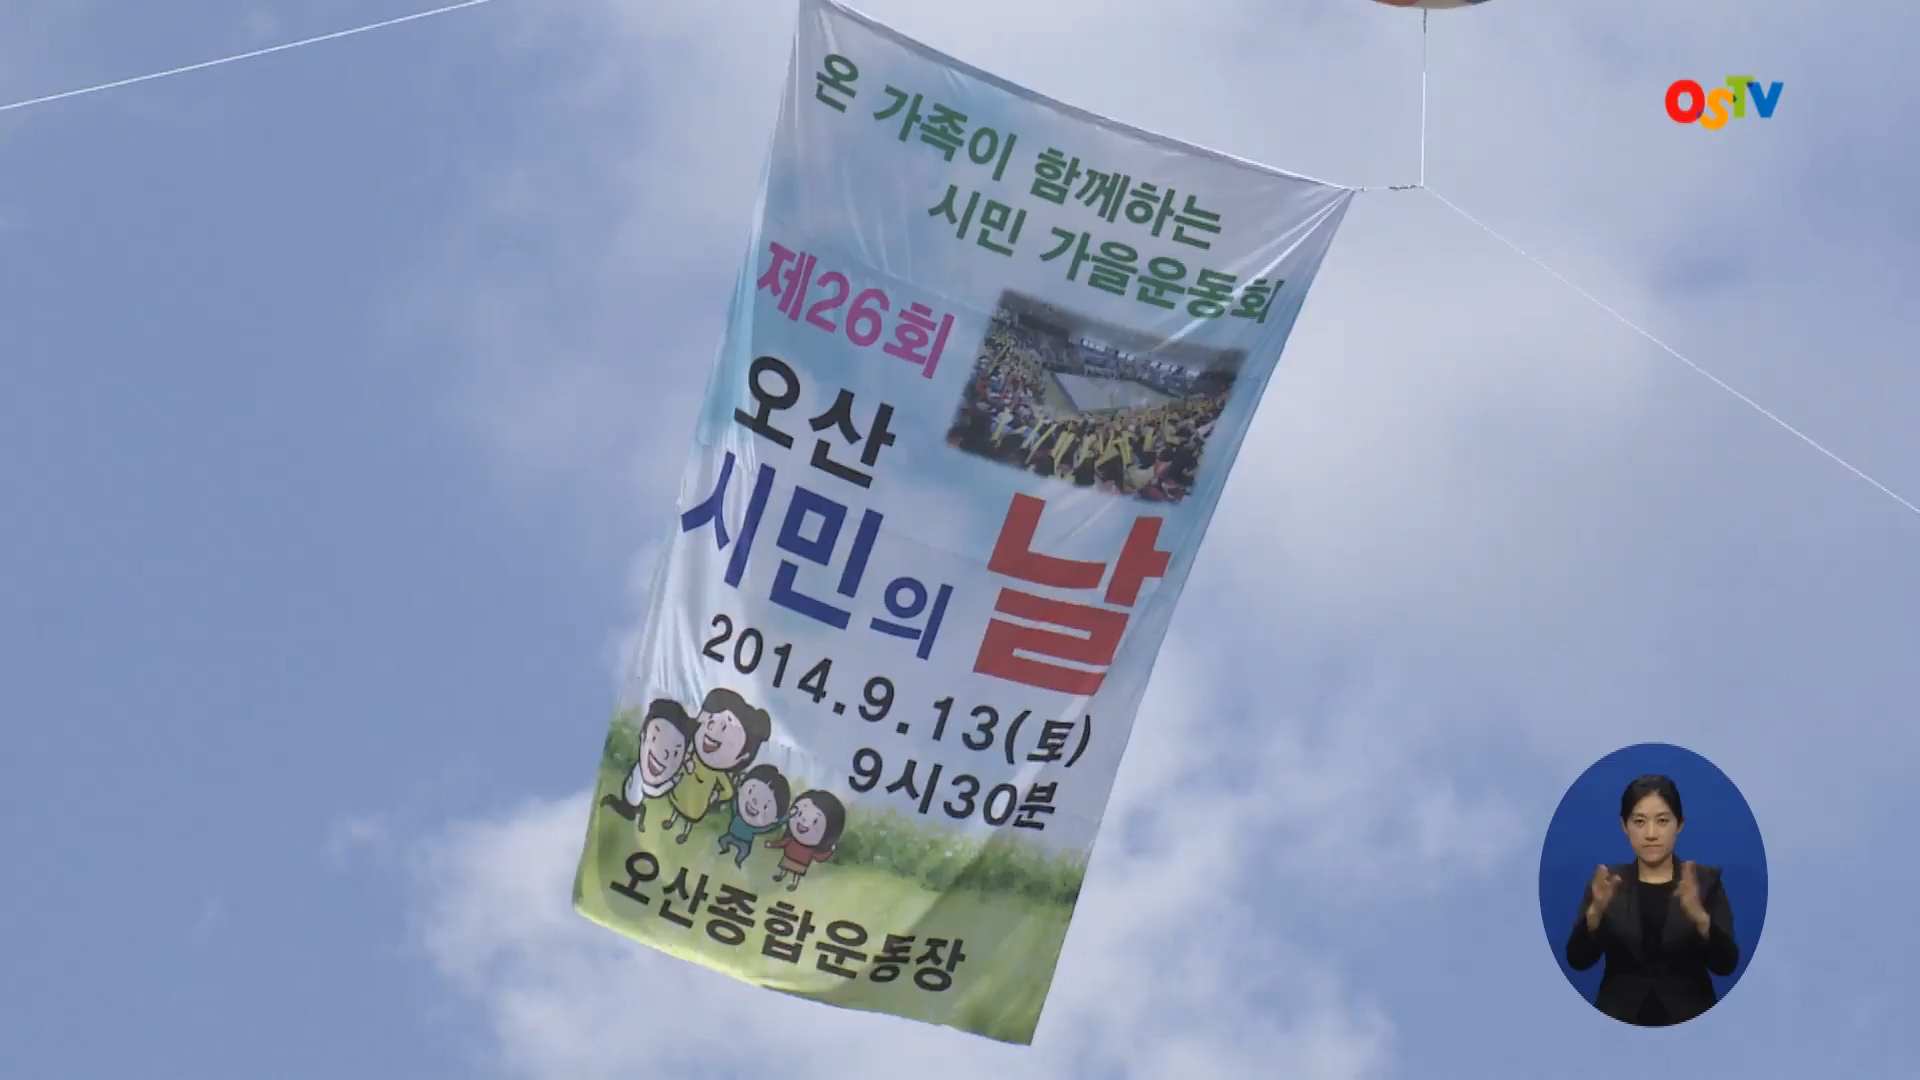 OSTV
온 가족이 함께하는
시민 가을운동회
제26회
오산
시민의 날
2014.9.13(토)
9시30분
오산종합운동장